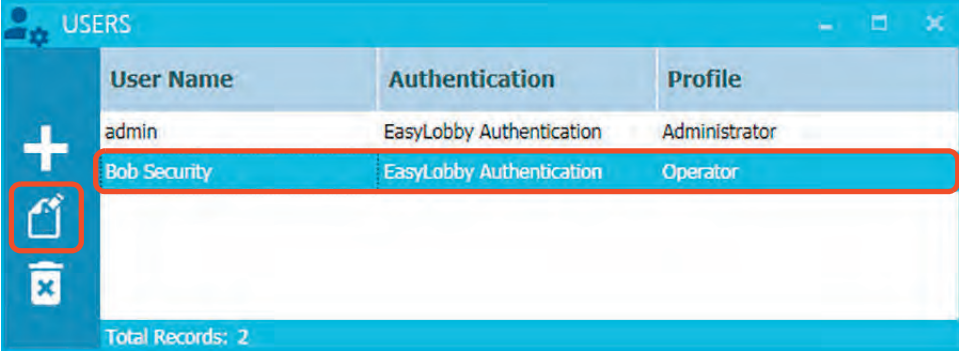 USERS
User Name Authentication Profile
admin EasyLobby Authentication Administrator
Bob Security EasyLobby Authentication Operator
Total Records: 2